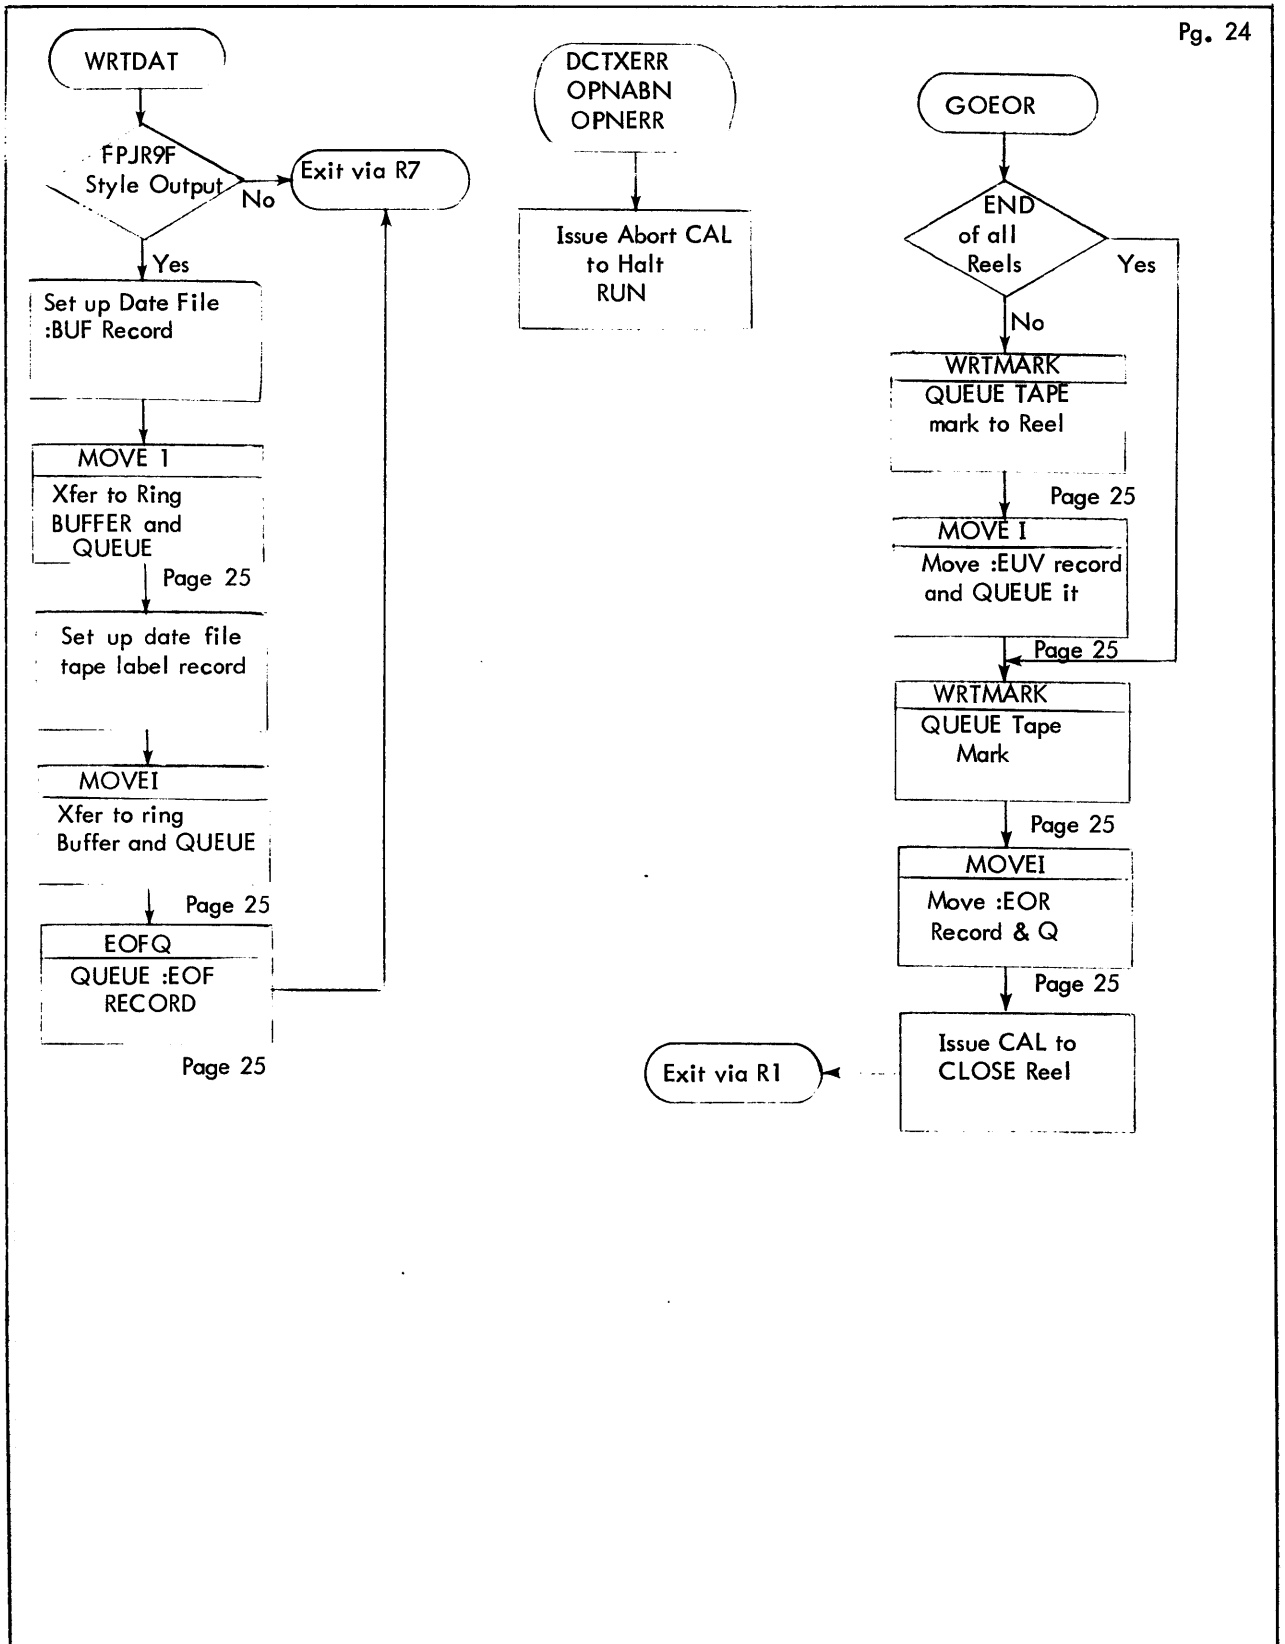 Pg. 24
WRTDAT
FPJR9F
Style Output
No
Exit via R7
Yes
Set up Date File
:BUF Record
MOVE 1
Xfer to Ring
BUFFER and
QUEUE
Page 25
Set up date file
tape label record
MOVEI
Xfer to ring
Buffer and QUEUE
Page 25
EOFQ
QUEUE :EOF
RECORD
Page 25
DCTXERR
OPNABN
OPNERR
Issue Abort CAL
to Halt
RUN
GOEOR
END
of all
Reels
Yes
No
WRTMARK
QUEUE TAPE
mark to Reel
Page 25
MOVE I
Move :EUV record
and QUEUE it
Page 25
WRTMARK
QUEUE Tape
Mark
Page 25
MOVEI
Move :EOR
Record & Q
Page 25
Issue CAL to
CLOSE Reel
Exit via R1